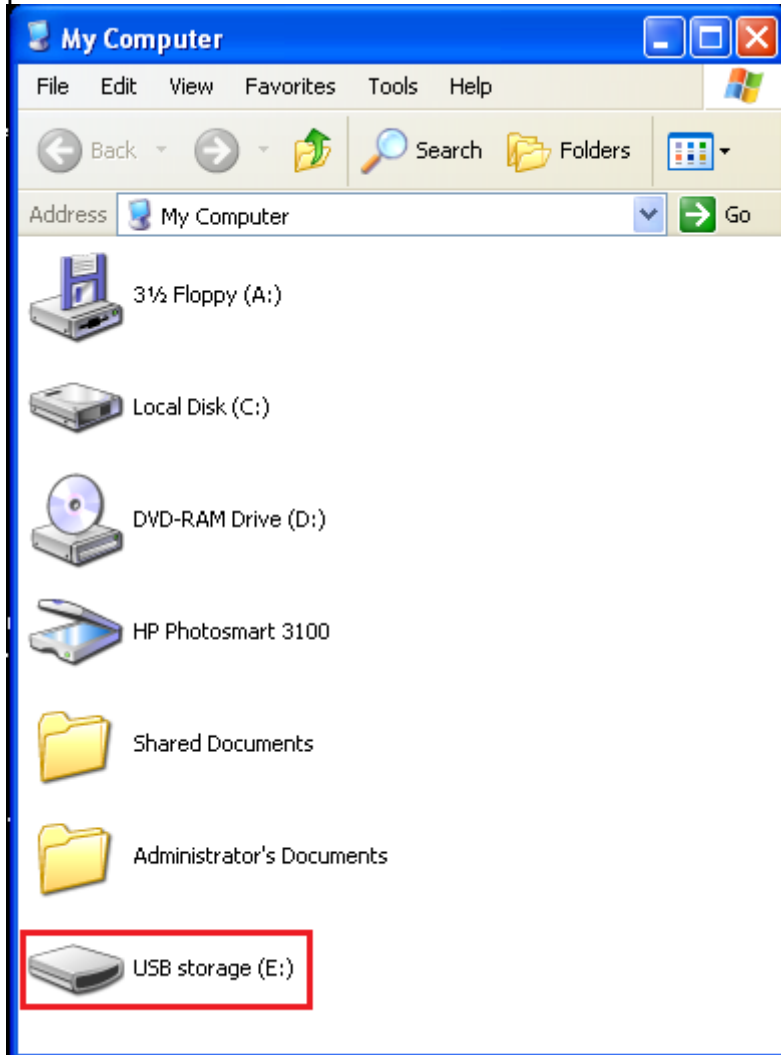 My Computer
File Edit View Favorites Tools Help
Back Search Folders
Address My Computer Go
3½ Floppy (A:)
Local Disk (C:)
DVD-RAM Drive (D:)
HP Photosmart 3100
Shared Documents
Administrator's Documents
USB storage (E:)